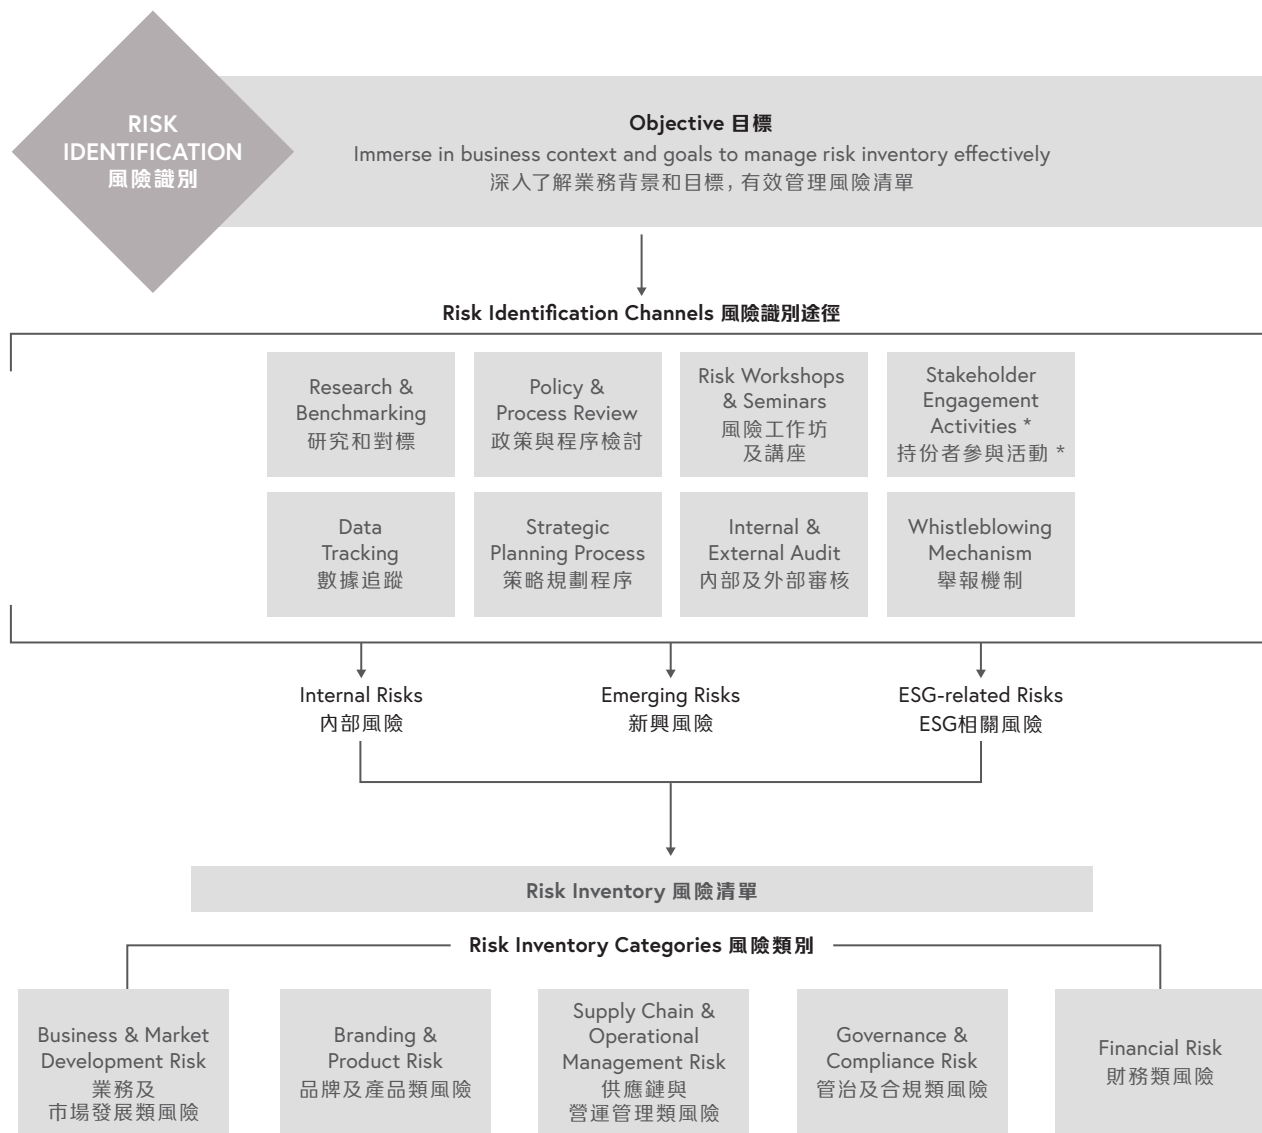 RISK
IDENTIFICATION
風險識別
Objective 目標
Immerse in business context and goals to manage risk inventory effectively
深入了解業務背景和目標，有效管理風險清單
Risk Identification Channels 風險識別途徑
Research &
Benchmarking
研究和對標
Policy &
Process Review
政策與程序檢討
Risk Workshops
& Seminars
風險工作坊
及講座
Stakeholder
Engagement
Activities *
持份者參與活動 *
Data
Tracking
數據追蹤
Strategic
Planning Process
策略規劃程序
Internal &
External Audit
內部及外部審核
Whistleblowing
Mechanism
舉報機制
Internal Risks
內部風險
Emerging Risks
新興風險
ESG-related Risks
ESG相關風險
Risk Inventory 風險清單
Risk Inventory Categories 風險類別
Business & Market
Development Risk
業務及
市場發展類風險
Branding &
Product Risk
品牌及產品類風險
Supply Chain &
Operational
Management Risk
供應鏈與
營運管理類風險
Governance &
Compliance Risk
管治及合規類風險
Financial Risk
財務類風險